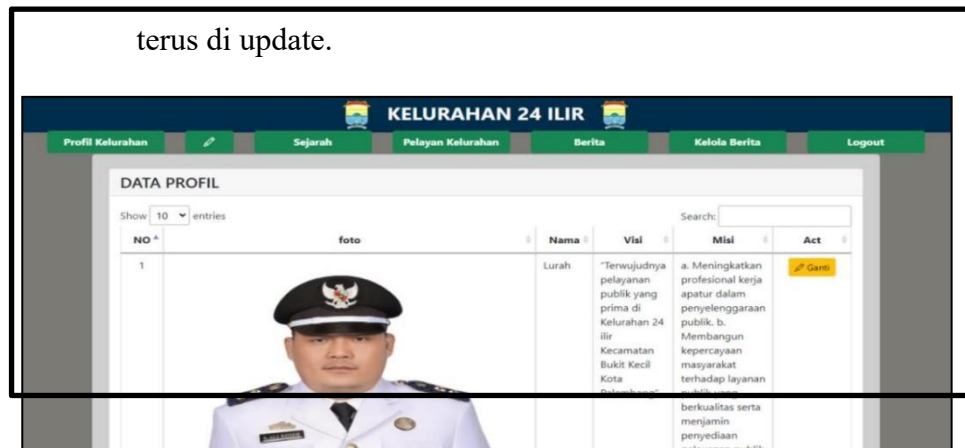 terus di update.
KELURAHAN 24 ILIR
Profil Kelurahan Sejarah Pelayan Kelurahan Berita Kelola Berita Logout
DATA PROFIL
Show 10 entries Search:
NO foto Nama Visi Misi Act
1 Lurah "Terwujudnya a. Meningkatkan Ganti
pelayanan profesional kerja
publik yang apatur dalam
prima di penyelenggaraan
Kelurahan 24 publik. b.
ilir Membangun
Kecamatan kepercayaan
Bukit Kecil masyarakat
Kota terhadap layanan
berkualitas serta
menjamin
penyediaan